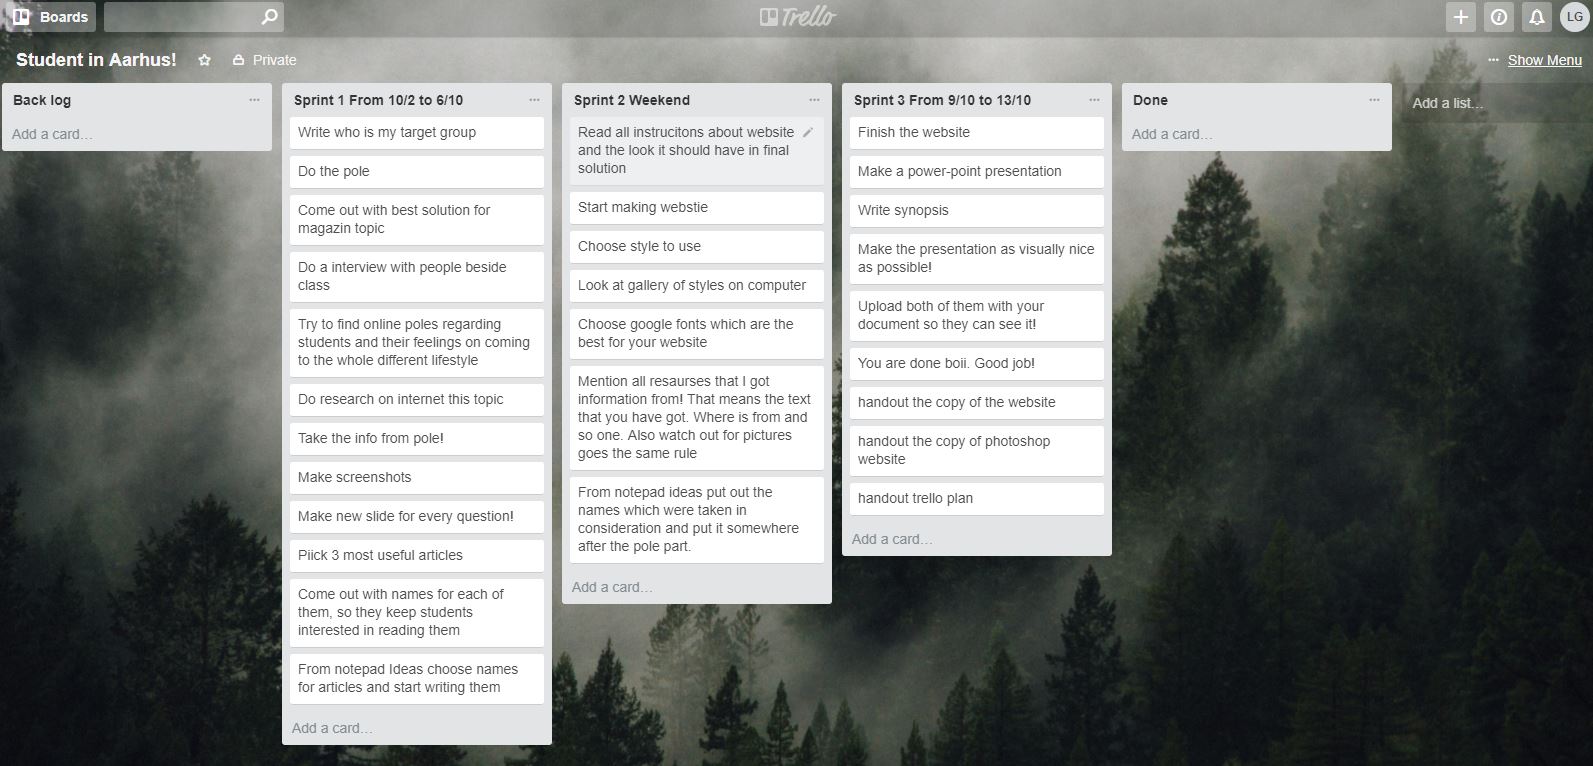 Boards
Trello
LG
Student in Aarhus!
Private
... Show Menu
Back log
Add a card...
Sprint 1 From 10/2 to 6/10
Write who is my target group
Do the pole
Come out with best solution for
magazin topic
Do a interview with people beside
class
Try to find online poles regarding
students and their feelings on coming
to the whole different lifestyle
Do research on internet this topic
Take the info from pole!
Make screenshots
Make new slide for every question!
Piick 3 most useful articles
Come out with names for each of
them, so they keep students
interested in reading them
From notepad Ideas choose names
for articles and start writing them
Add a card...
Sprint 2 Weekend
Read all instrucitons about website
and the look it should have in final
solution
Start making webstie
Choose style to use
Look at gallery of styles on computer
Choose google fonts which are the
best for your website
Mention all resaurses that I got
information from! That means the text
that you have got. Where is from and
so one. Also watch out for pictures
goes the same rule
From notepad ideas put out the
names which were taken in
consideration and put it somewhere
after the pole part.
Add a card...
Sprint 3 From 9/10 to 13/10
Finish the website
Make a power-point presentation
Write synopsis
Make the presentation as visually nice
as possible!
Upload both of them with your
document so they can see it!
You are done boii. Good job!
handout the copy of the website
handout the copy of photoshop
website
handout trello plan
Add a card...
Done
Add a card...
Add a list...